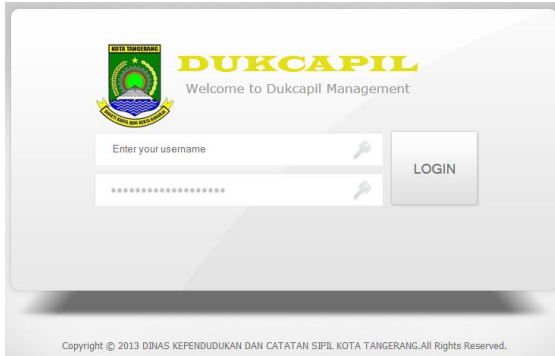 KOTA TANGERANG
DUKCAPIL
Welcome to Dukcapil Management
Enter your username
••••••••••••••••••
LOGIN
Copyright © 2013 DINAS KEPENDUDUKAN DAN CATATAN SIPIL KOTA TANGERANG.All Rights Reserved.